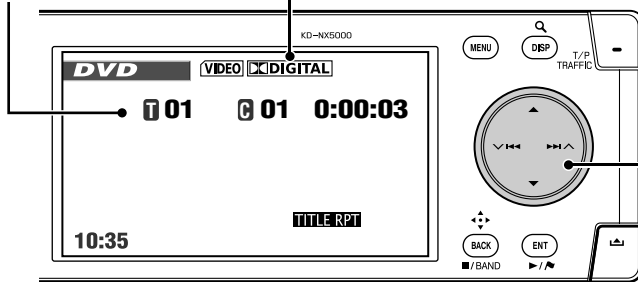 KD-NX5000
MENU
DISP
T/P
TRAFFIC
DVD VIDEO DIGITAL
T 01 C 01 0:00:03
TITLE RPT
10:35
BACK
ENT
/BAND
/